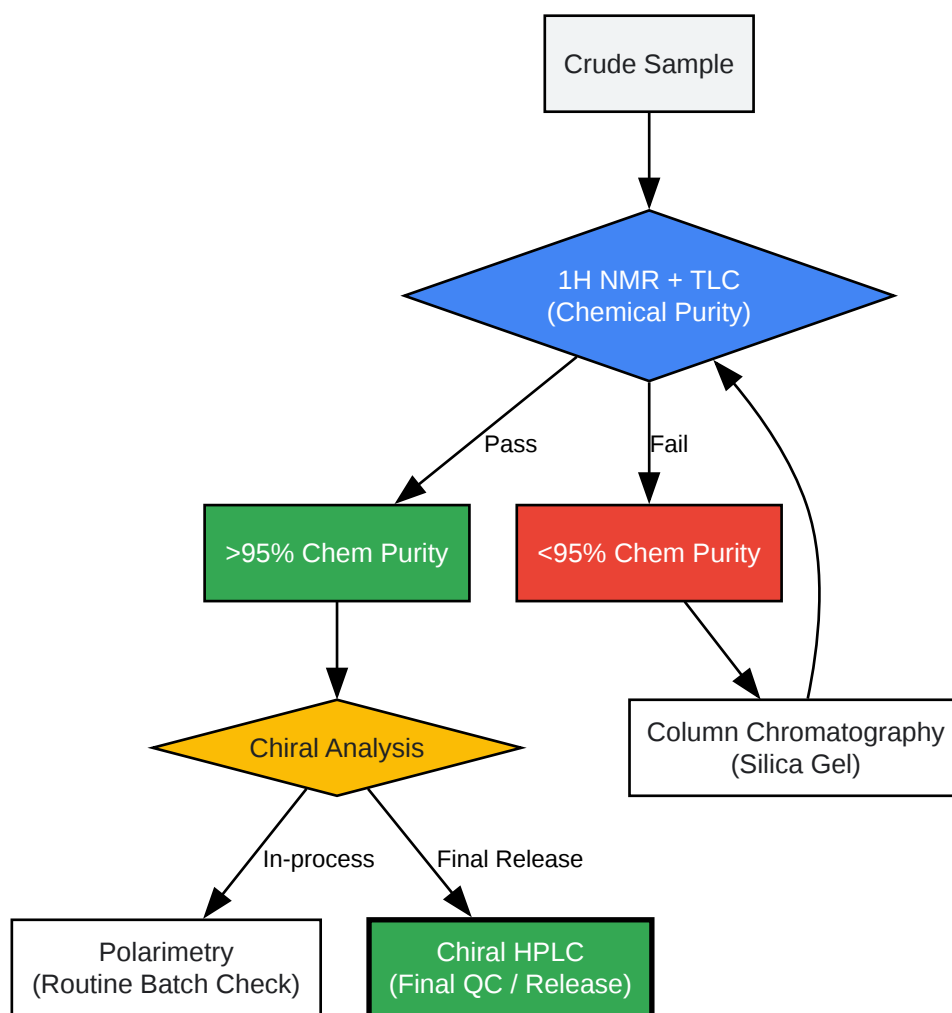 Crude Sample
1H NMR + TLC
(Chemical Purity)
Pass
Fail
>95% Chem Purity
<95% Chem Purity
Column Chromatography
(Silica Gel)
Chiral Analysis
In-process
Final Release
Polarimetry
(Routine Batch Check)
Chiral HPLC
(Final QC / Release)